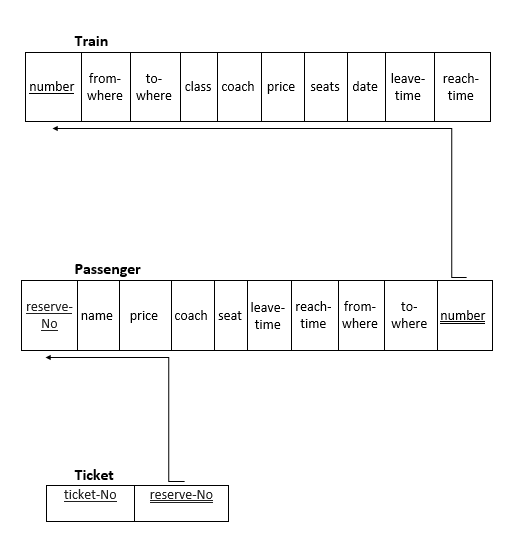 Train
number from-where to-where class coach price seats date leave-time reach-time
Passenger
reserve-No name price coach seat leave-time reach-time from-where to-where number
Ticket
ticket-No reserve-No